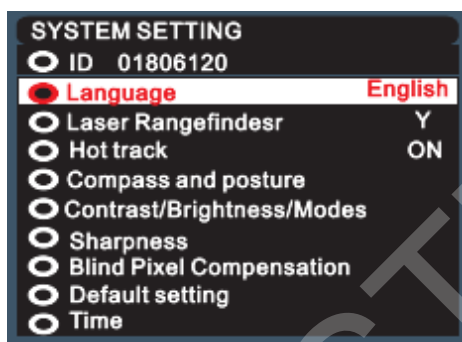 SYSTEM SETTING
ID 01806120
Language English
Laser Rangefindesr Y
Hot track ON
Compass and posture
Contrast/Brightness/Modes
Sharpness
Blind Pixel Compensation
Default setting
Time